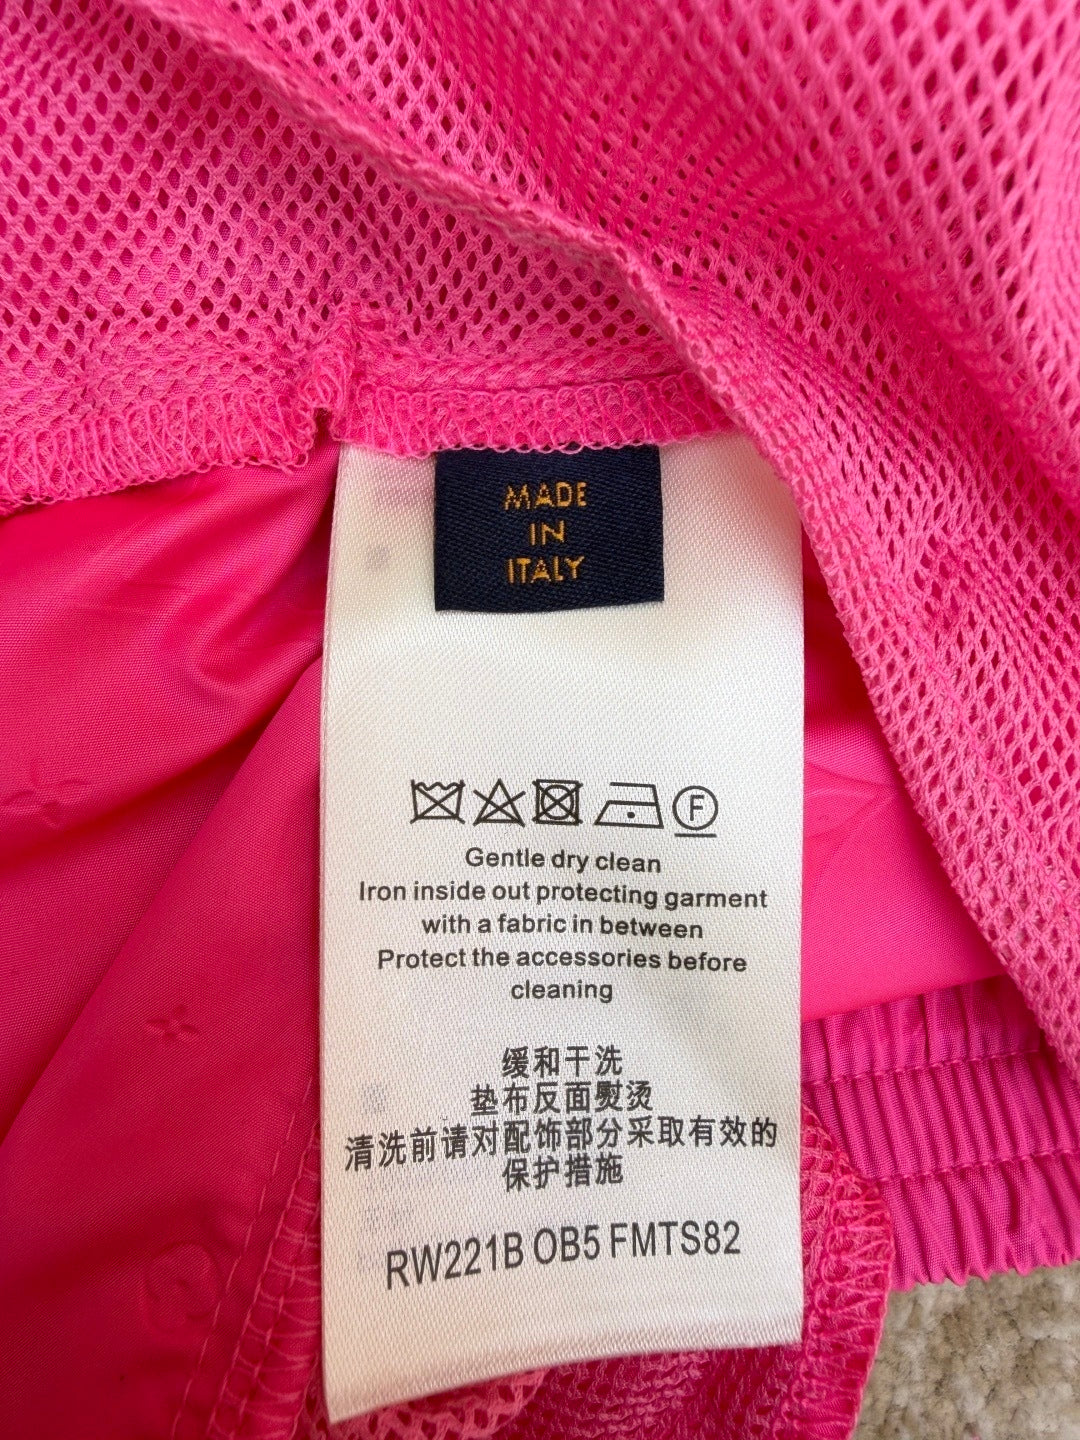 MADE
IN
ITALY
F
Gentle dry clean
Iron inside out protecting garment
with a fabric in between
Protect the accessories before
cleaning
缓和干洗
垫布反面熨烫
清洗前请对配饰部分采取有效的
保护措施
RW221B OB5 FMTS82